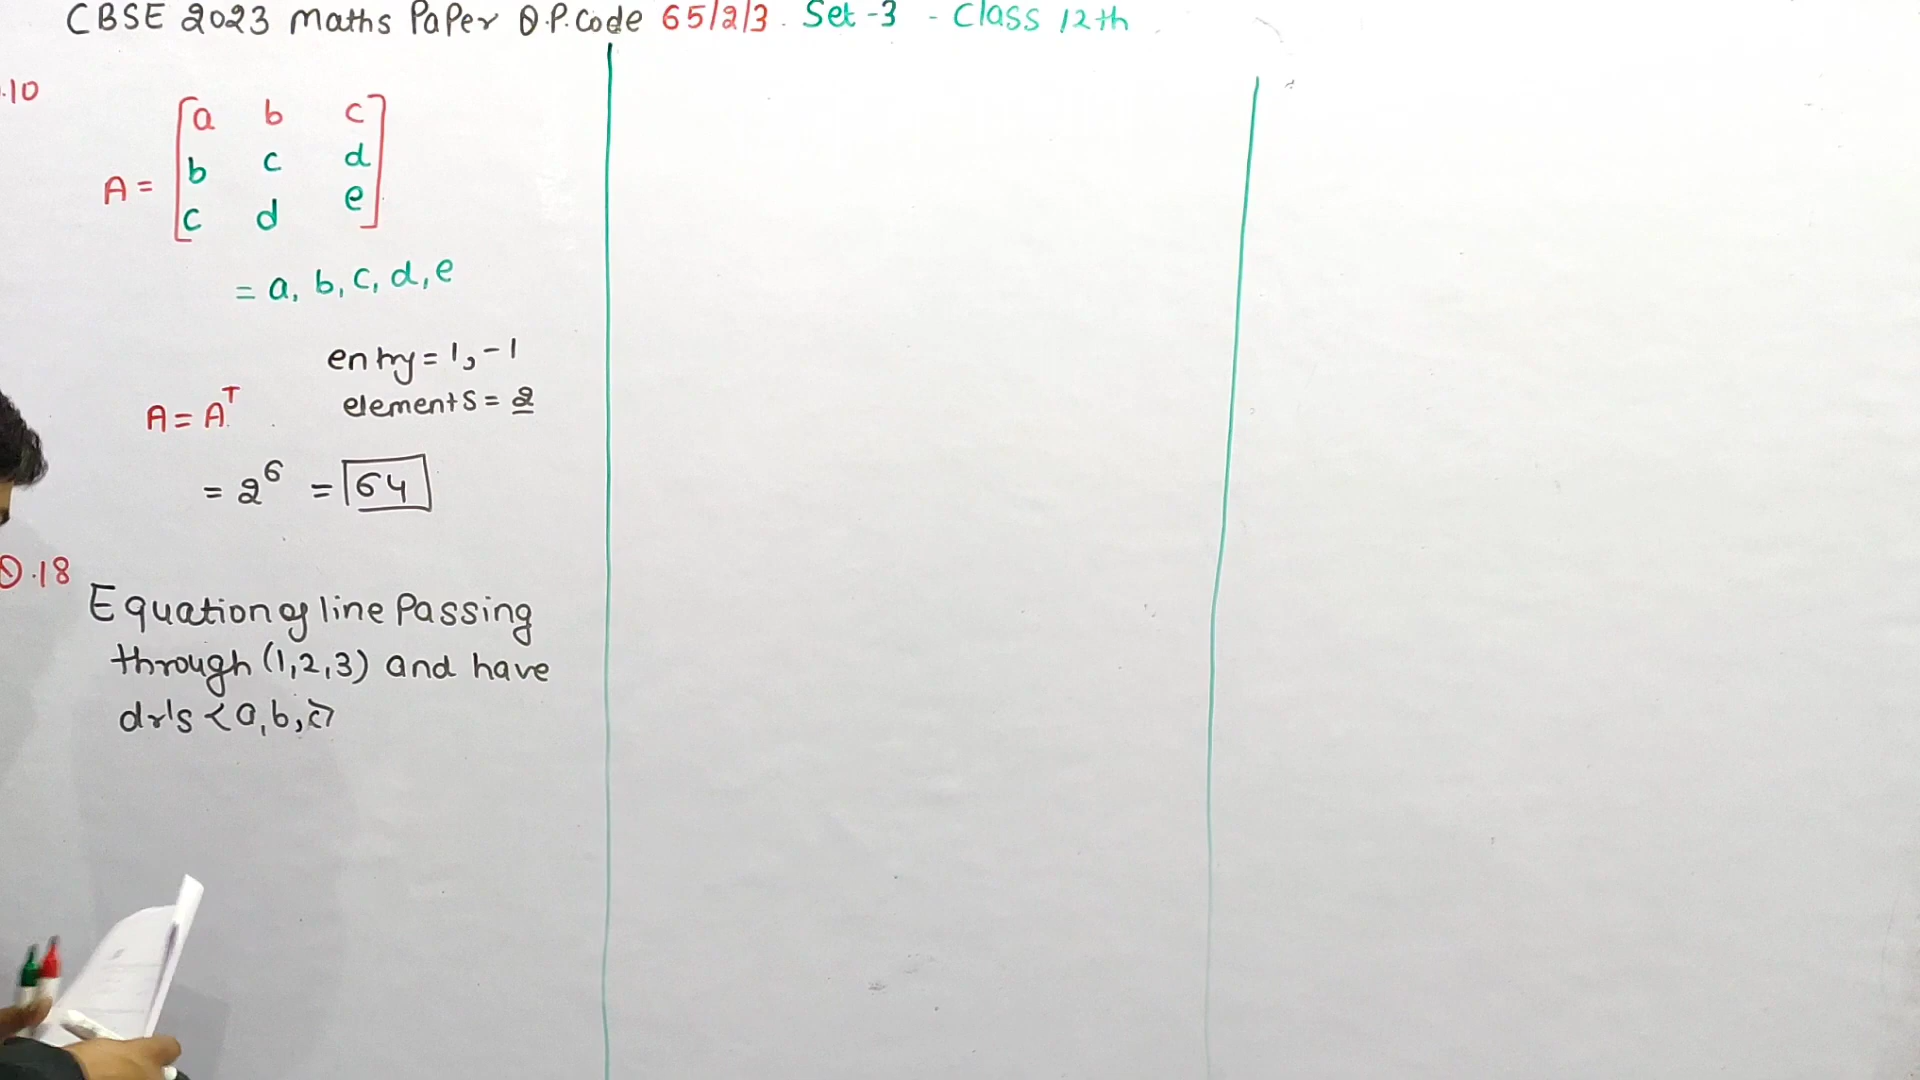 CBSE 2023 Maths Paper Q.P. Code 65/2/3. Set-3 - Class 12th
.10
A = [a b c
b c d
c d e]
= a, b, c, d, e
entry = 1, -1
elements = 2
A = A^T
= 2^6 = 64
Q.18
Equation of line Passing
through (1,2,3) and have
dr's <a,b,c>